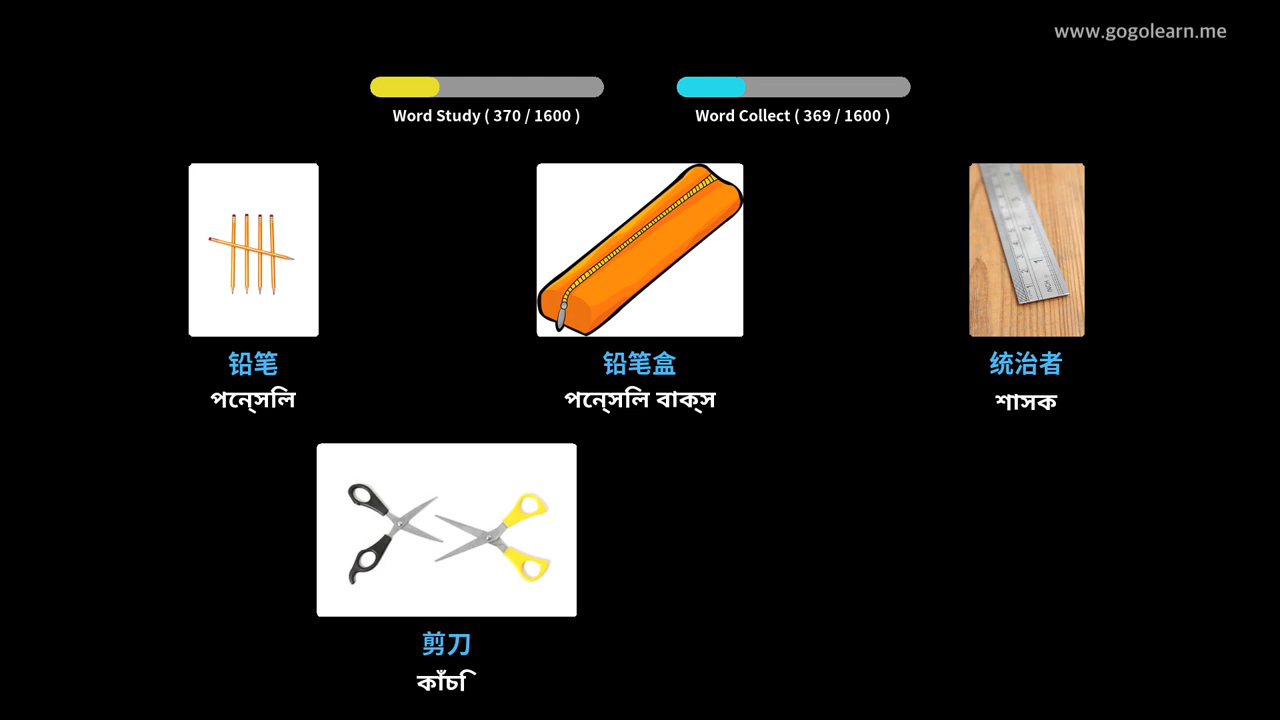 www.gogolearn.me
Word Study ( 370 / 1600 )
Word Collect ( 369 / 1600 )
铅笔
পেন্সিল
铅笔盒
পেন্সিল বাক্স
统治者
শাসক
剪刀
কাঁচি